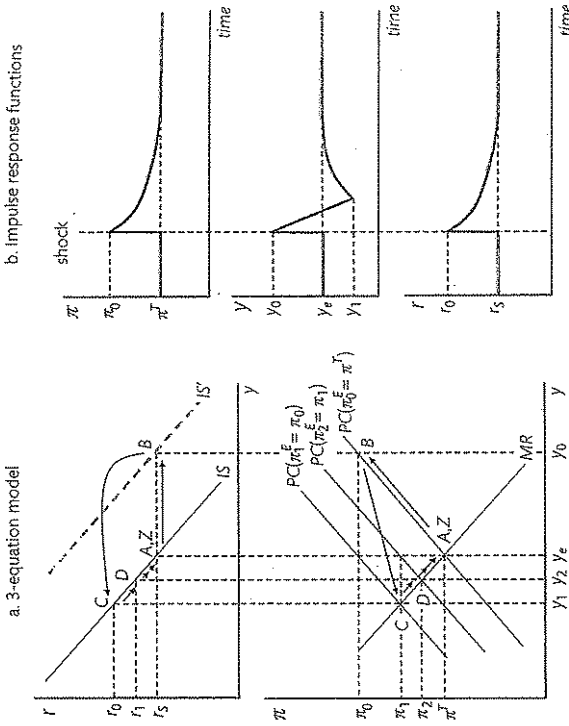 a. 3-equation model
r
IS'
B
C
D
r₀
r₁
A,Z
rₛ
IS
y
π
PC(π₁ᴱ = π₀)
PC(π₂ᴱ = π₁)
PC(π₀ᴱ = πᵀ)
B
π₀
C
π₁
D
π₂
A,Z
πᵀ
MR
y₁ y₂ yₑ y₀ y
b. Impulse response functions
shock
π
π₀
πᵀ
time
y
y₀
yₑ
y₁
time
r
r₀
rₛ
time